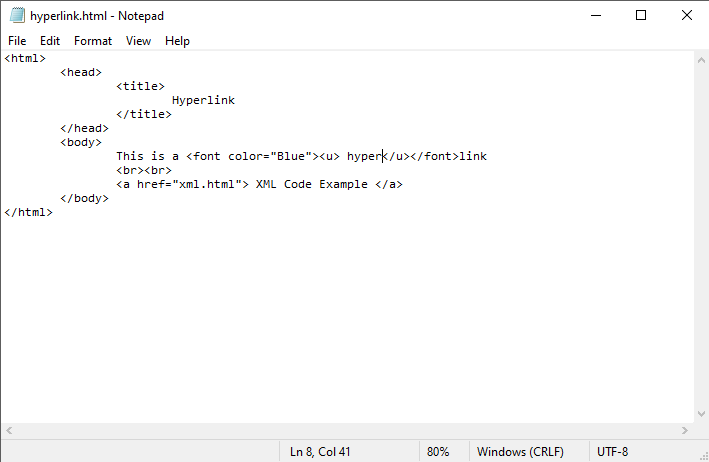 hyperlink.html - Notepad
File Edit Format View Help
<html>
<head>
<title>
Hyperlink
</title>
</head>
<body>
This is a <font color="Blue"><u> hyper</u></font>link
<br><br>
<a href="xml.html"> XML Code Example </a>
</body>
</html>
Ln 8, Col 41 80% Windows (CRLF) UTF-8